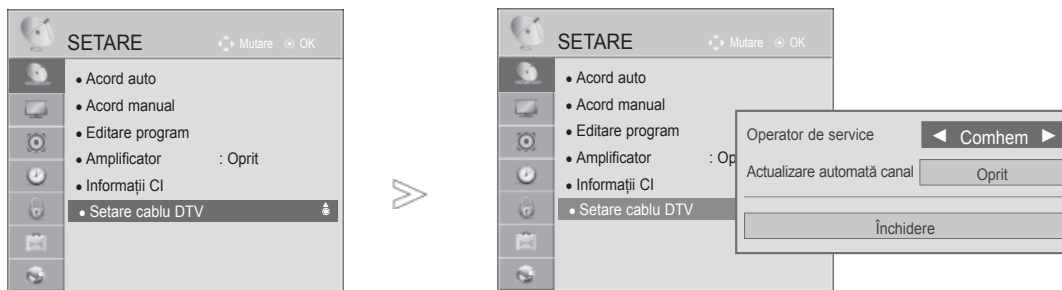 SETARE
Mutare OK
• Acord auto
• Acord manual
• Editare program
• Amplificator : Oprit
• Informații CI
• Setare cablu DTV
SETARE
Mutare OK
• Acord auto
• Acord manual
• Editare program
• Amplificator : Op
• Informații CI
• Setare cablu DTV
Operator de service ◄ Comhem ►
Actualizare automată canal Oprit
Închidere